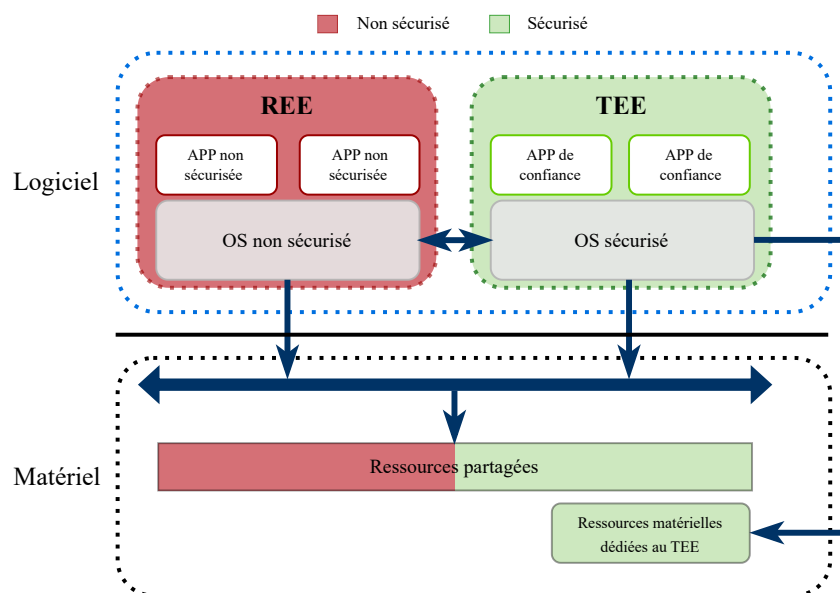 Non sécurisé
Sécurisé
REE
TEE
APP non
sécurisée
APP non
sécurisée
APP de
confiance
APP de
confiance
Logiciel
OS non sécurisé
OS sécurisé
Ressources partagées
Matériel
Ressources matérielles
dédiées au TEE